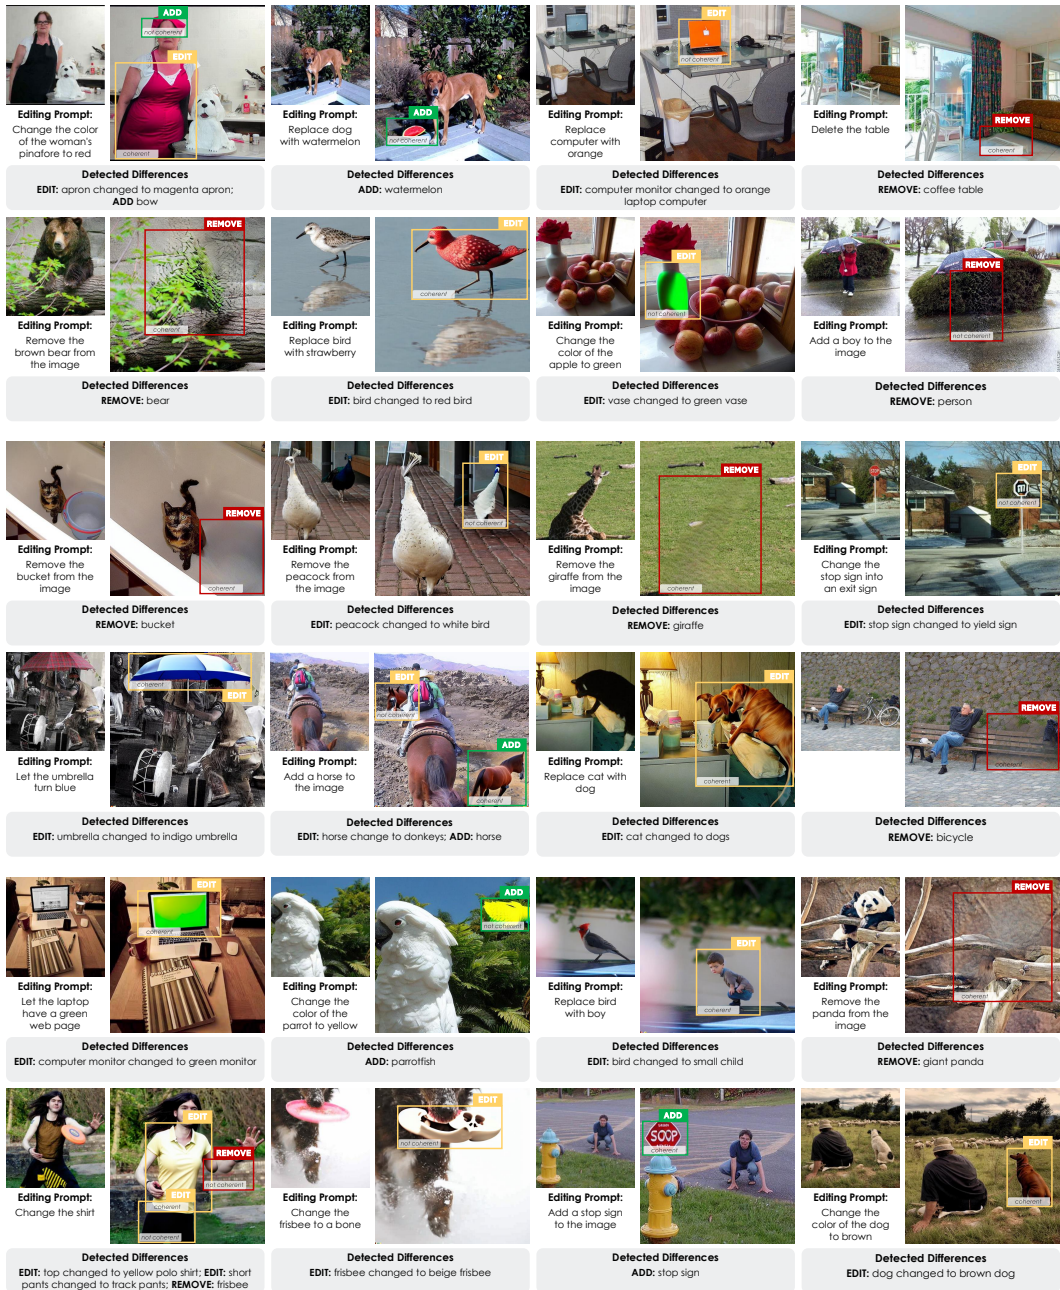 ADD
not coherent
EDIT
coherent
Editing Prompt:
Change the color
of the woman's
pinafore to red
Detected Differences
EDIT: apron changed to magenta apron;
ADD bow
ADD
not coherent
Editing Prompt:
Replace dog
with watermelon
Detected Differences
ADD: watermelon
EDIT
not coherent
Editing Prompt:
Replace
computer with
orange
Detected Differences
EDIT: computer monitor changed to orange
laptop computer
REMOVE
coherent
Editing Prompt:
Delete the table
Detected Differences
REMOVE: coffee table
REMOVE
coherent
Editing Prompt:
Remove the
brown bear from
the image
Detected Differences
REMOVE: bear
EDIT
coherent
Editing Prompt:
Replace bird
with strawberry
Detected Differences
EDIT: bird changed to red bird
EDIT
not coherent
Editing Prompt:
Change the
color of the
apple to green
Detected Differences
EDIT: vase changed to green vase
REMOVE
not coherent
Editing Prompt:
Add a boy to the
image
Detected Differences
REMOVE: person
REMOVE
coherent
Editing Prompt:
Remove the
bucket from the
image
Detected Differences
REMOVE: bucket
EDIT
not coherent
Editing Prompt:
Remove the
peacock from
the image
Detected Differences
EDIT: peacock changed to white bird
REMOVE
coherent
Editing Prompt:
Remove the
giraffe from the
image
Detected Differences
REMOVE: giraffe
STOP
EDIT
not coherent
Editing Prompt:
Change the
stop sign into
an exit sign
Detected Differences
EDIT: stop sign changed to yield sign
coherent
EDIT
Editing Prompt:
Let the umbrella
turn blue
Detected Differences
EDIT: umbrella changed to indigo umbrella
EDIT
not coherent
ADD
coherent
Editing Prompt:
Add a horse to
the image
Detected Differences
EDIT: horse change to donkeys; ADD: horse
EDIT
coherent
Editing Prompt:
Replace cat with
dog
Detected Differences
EDIT: cat changed to dogs
REMOVE
coherent
Detected Differences
REMOVE: bicycle
EDIT
coherent
Editing Prompt:
Let the laptop
have a green
web page
Detected Differences
EDIT: computer monitor changed to green monitor
ADD
not coherent
Editing Prompt:
Change the
color of the
parrot to yellow
Detected Differences
ADD: parrotfish
EDIT
coherent
Editing Prompt:
Replace bird
with boy
Detected Differences
EDIT: bird changed to small child
REMOVE
coherent
Editing Prompt:
Remove the
panda from the
image
Detected Differences
REMOVE: giant panda
EDIT
REMOVE
not coherent
EDIT
coherent
not coherent
Editing Prompt:
Change the shirt
Detected Differences
EDIT: top changed to yellow polo shirt; EDIT: short
pants changed to track pants; REMOVE: frisbee
EDIT
not coherent
Editing Prompt:
Change the
frisbee to a bone
Detected Differences
EDIT: frisbee changed to beige frisbee
ADD
SOOP
coherent
Editing Prompt:
Add a stop sign
to the image
Detected Differences
ADD: stop sign
EDIT
coherent
Editing Prompt:
Change the
color of the dog
to brown
Detected Differences
EDIT: dog changed to brown dog